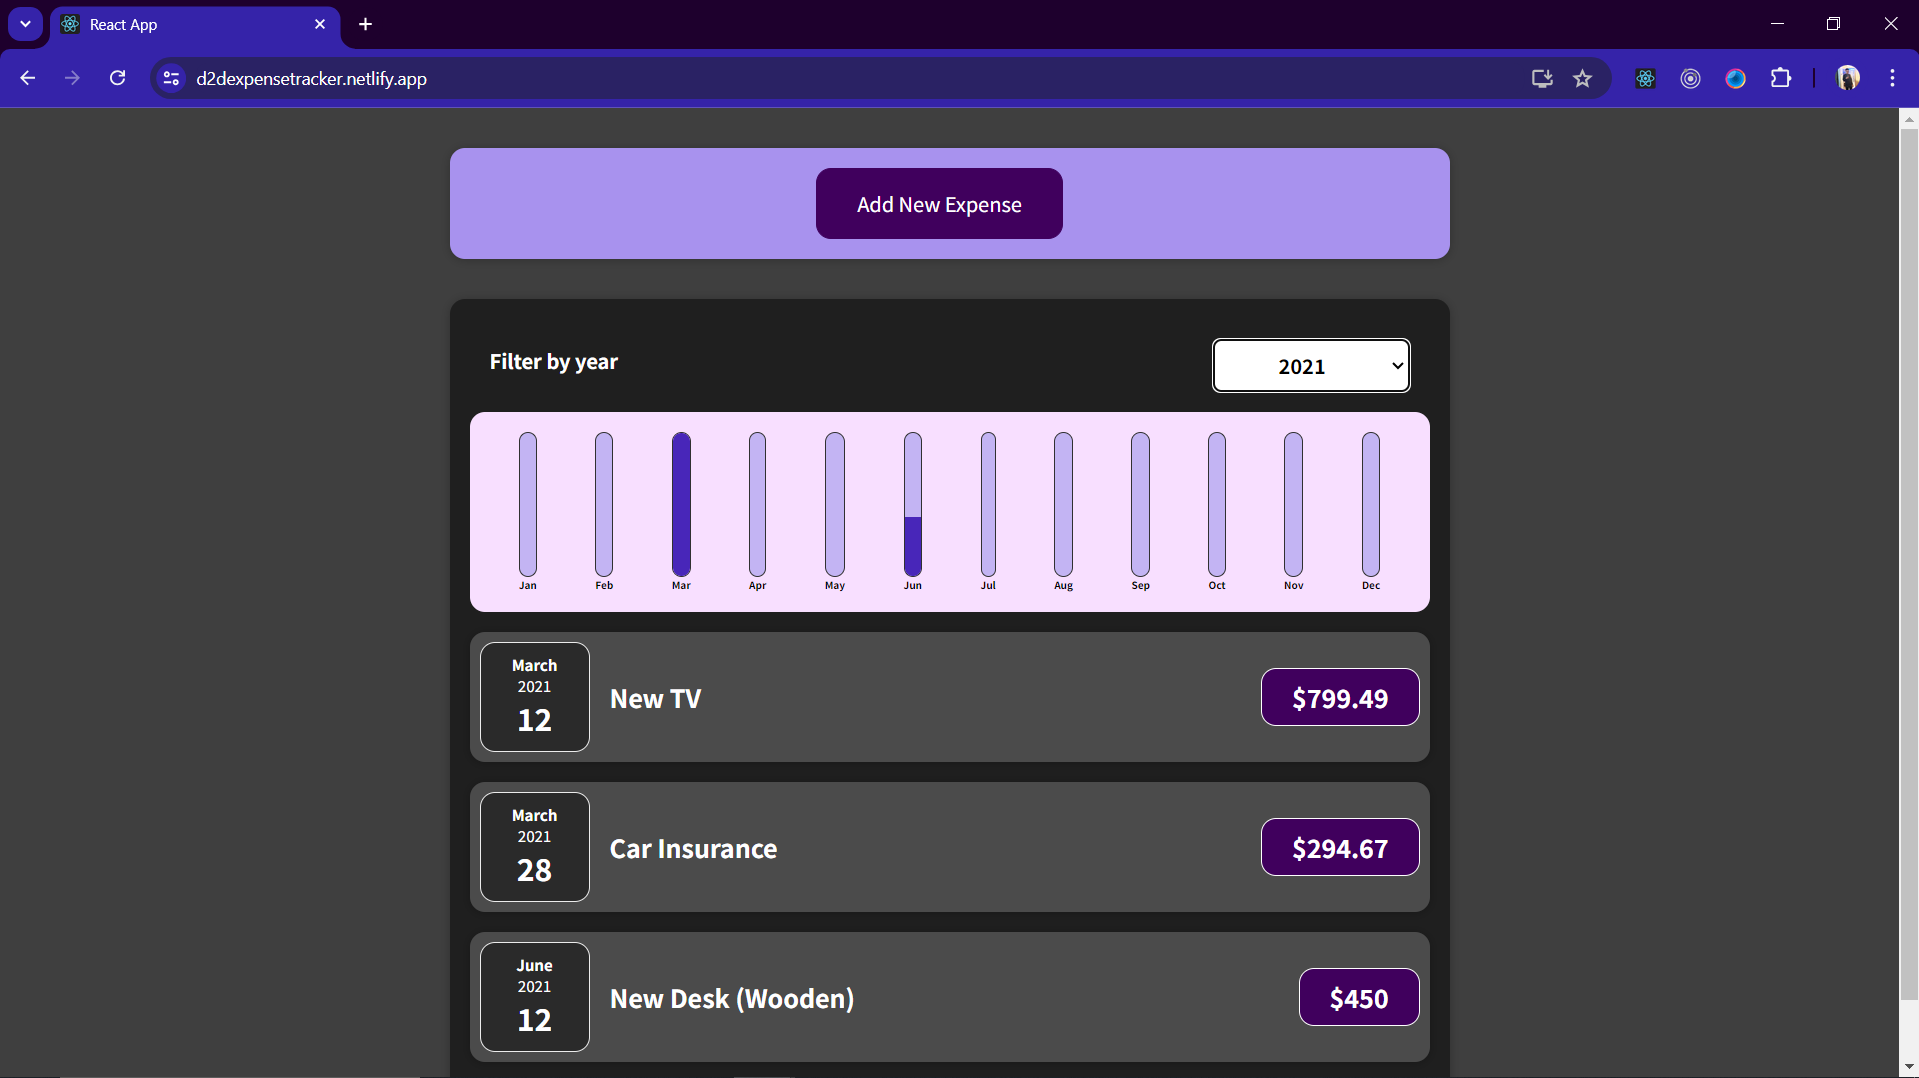 React App
d2dexpensetracker.netlify.app
Add New Expense
Filter by year
2021
Jan Feb Mar Apr May Jun Jul Aug Sep Oct Nov Dec
March
2021
12
New TV
$799.49
March
2021
28
Car Insurance
$294.67
June
2021
12
New Desk (Wooden)
$450